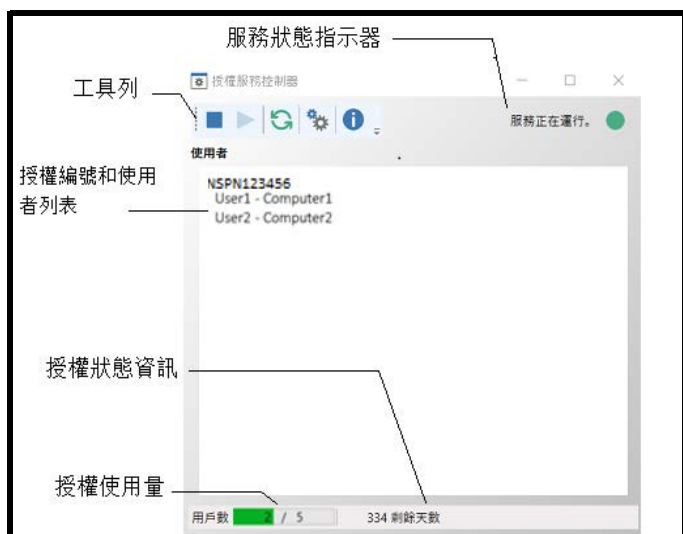 服務狀態指示器
工具列
授權服務控制器
服務正在運行。
使用者
授權編號和使用
者列表
NSPN123456
User1 - Computer1
User2 - Computer2
授權狀態資訊
授權使用量
用戶數 2 / 5
334 剩餘天數